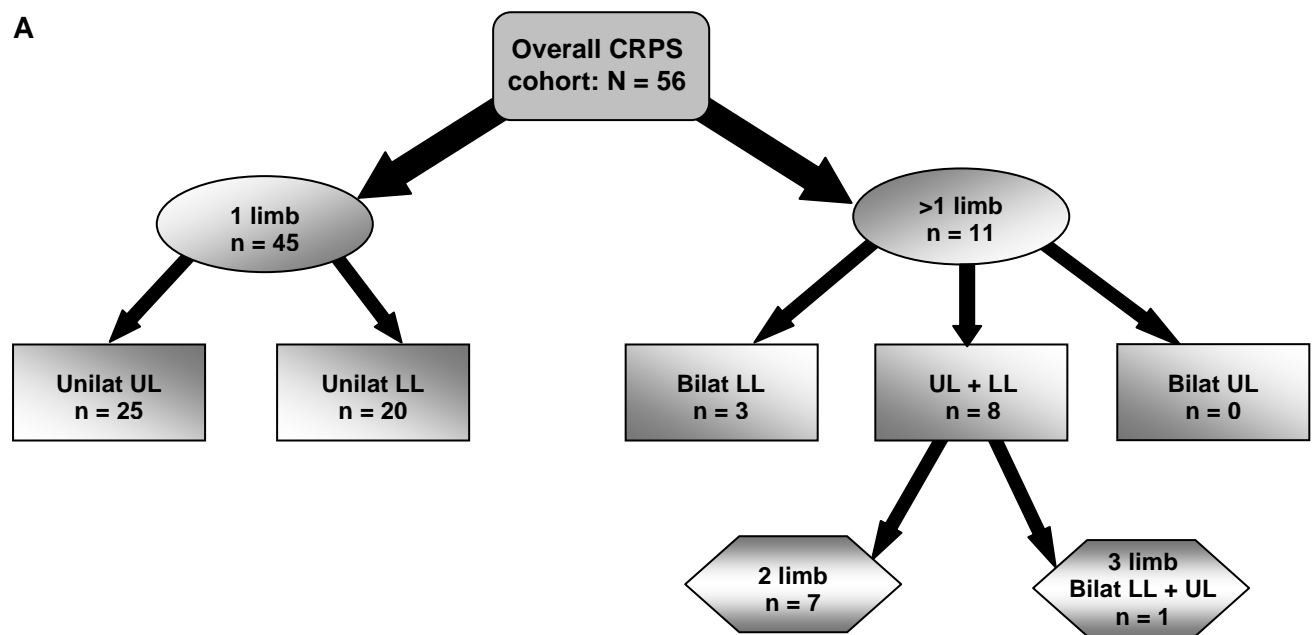 A
Overall CRPS
cohort: N = 56
1 limb
n = 45
>1 limb
n = 11
Unilat UL
n = 25
Unilat LL
n = 20
Bilat LL
n = 3
UL + LL
n = 8
Bilat UL
n = 0
2 limb
n = 7
3 limb
Bilat LL + UL
n = 1